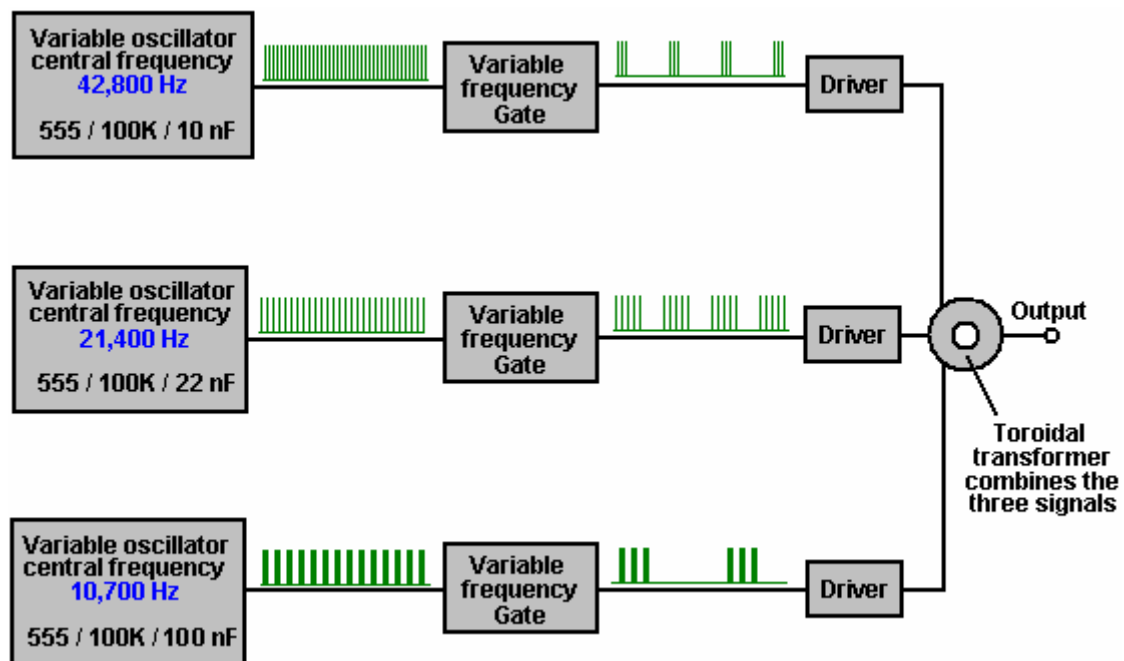 Variable oscillator
central frequency
42,800 Hz
555 / 100K / 10 nF
Variable
frequency
Gate
Driver
Variable oscillator
central frequency
21,400 Hz
555 / 100K / 22 nF
Variable
frequency
Gate
Driver
Output
Toroidal
transformer
combines the
three signals
Variable oscillator
central frequency
10,700 Hz
555 / 100K / 100 nF
Variable
frequency
Gate
Driver